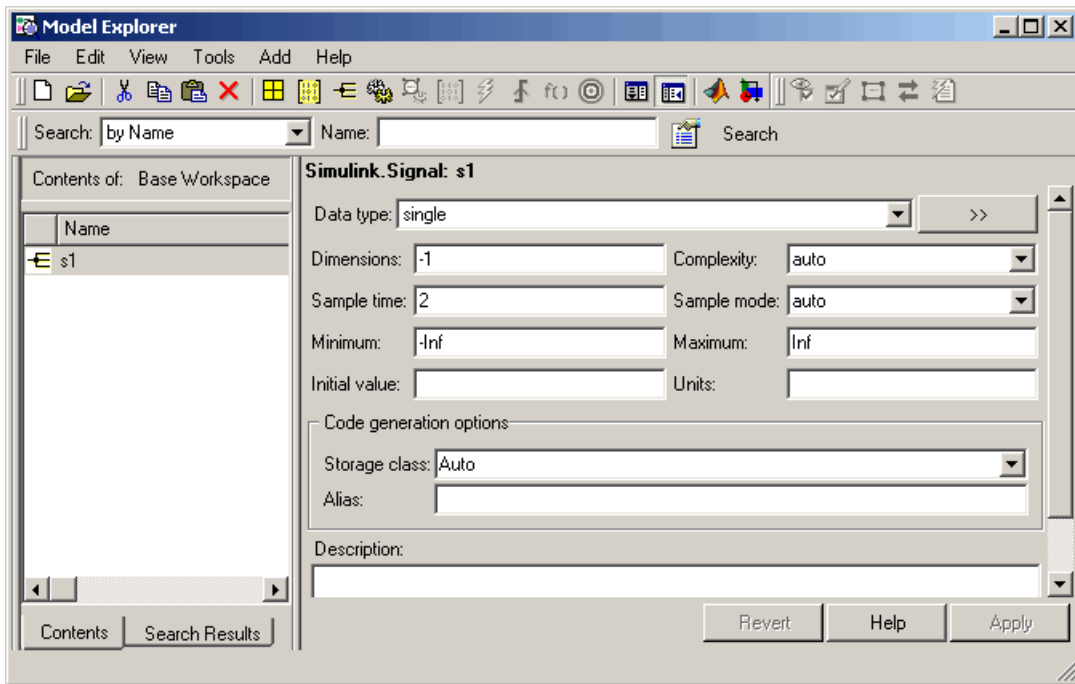 Model Explorer
File Edit View Tools Add Help
f()
Search: by Name Name: Search
Contents of: Base Workspace
Name
s1
Simulink.Signal: s1
Data type: single >>
Dimensions: -1 Complexity: auto
Sample time: 2 Sample mode: auto
Minimum: -Inf Maximum: Inf
Initial value: Units:
Code generation options
Storage class: Auto
Alias:
Description:
Contents Search Results
Revert Help Apply